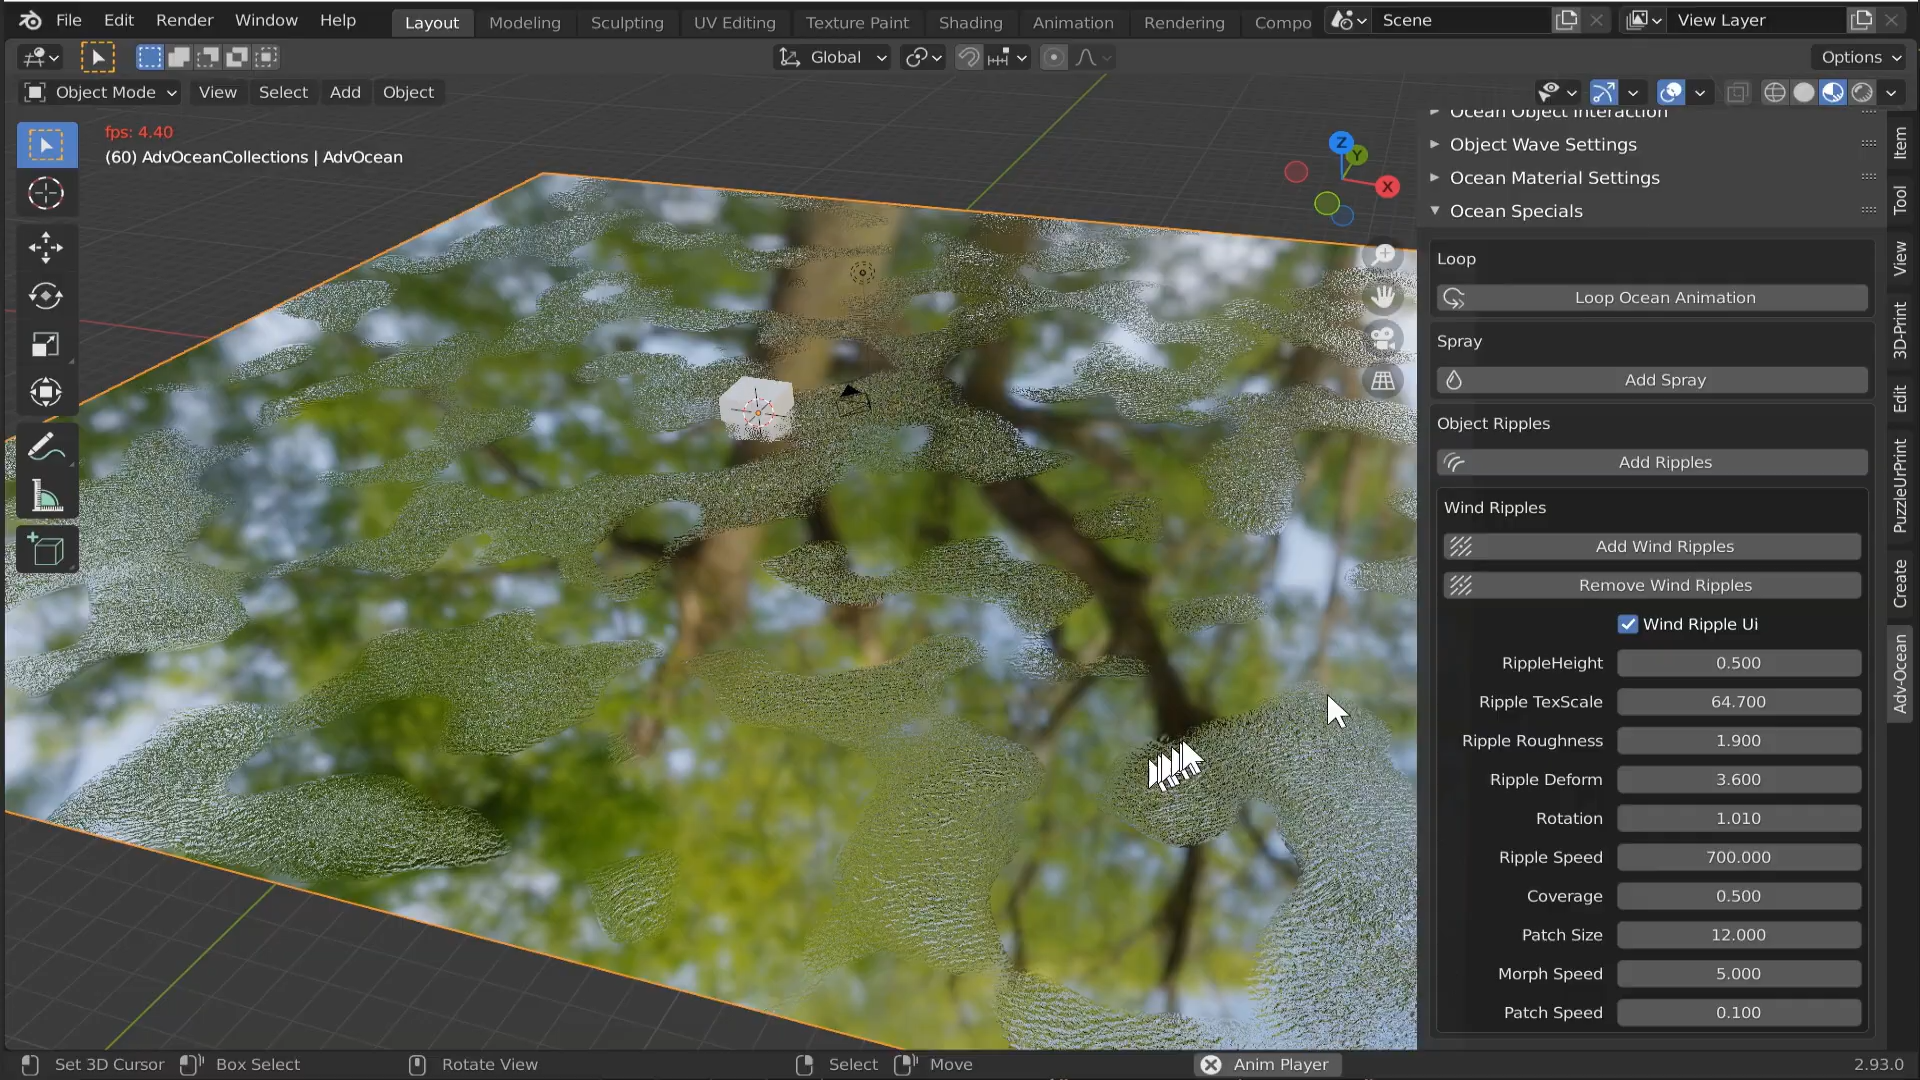 File Edit Render Window Help Layout Modeling Sculpting UV Editing Texture Paint Shading Animation Rendering Compo Scene View Layer
Global Options
Object Mode View Select Add Object
fps: 4.40
(60) AdvOceanCollections | AdvOcean
Z
Y
X
Ocean Object Interaction
Object Wave Settings
Ocean Material Settings
Ocean Specials
Loop
Loop Ocean Animation
Spray
Add Spray
Object Ripples
Add Ripples
Wind Ripples
Add Wind Ripples
Remove Wind Ripples
Wind Ripple Ui
RippleHeight 0.500
Ripple TexScale 64.700
Ripple Roughness 1.900
Ripple Deform 3.600
Rotation 1.010
Ripple Speed 700.000
Coverage 0.500
Patch Size 12.000
Morph Speed 5.000
Patch Speed 0.100
Item
Tool
View
3D-Print
Edit
PuzzleUrPrint
Create
Adv-Ocean
Set 3D Cursor Box Select Rotate View Select Move Anim Player 2.93.0